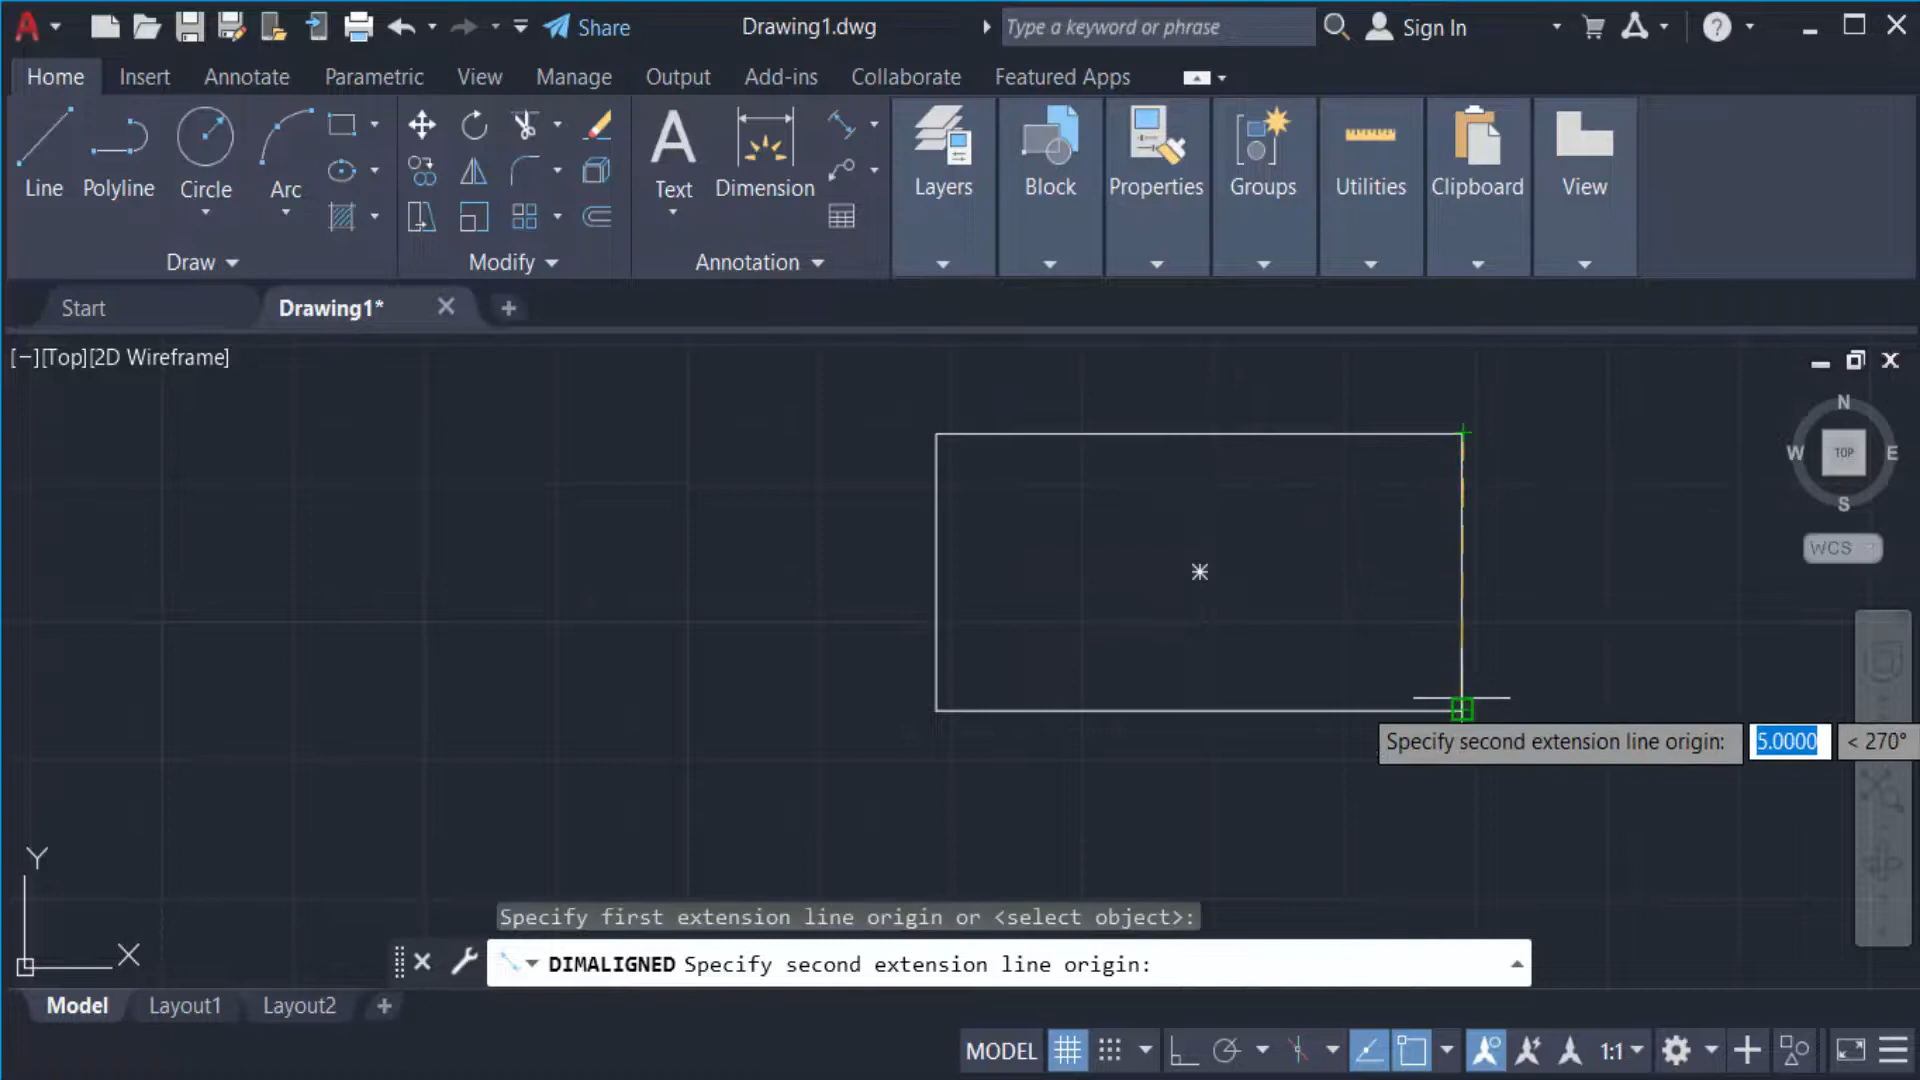 Share
Drawing1.dwg
Type a keyword or phrase
Sign In
Home
Insert
Annotate
Parametric
View
Manage
Output
Add-ins
Collaborate
Featured Apps
Line
Polyline
Circle
Arc
Text
Dimension
Layers
Block
Properties
Groups
Utilities
Clipboard
View
Draw
Modify
Annotation
Start
Drawing1*
[−][Top][2D Wireframe]
N
W
TOP
E
S
WCS
Specify second extension line origin:
5.0000
< 270°
Y
X
Specify first extension line origin or <select object>:
DIMALIGNED Specify second extension line origin:
Model
Layout1
Layout2
MODEL
1:1